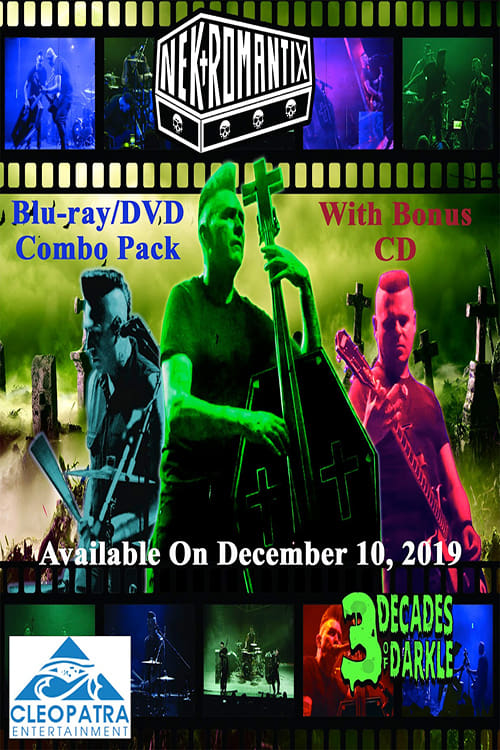 NEKROMANTIX
Blu-ray/DVD
Combo Pack
With Bonus
CD
Available On December 10, 2019
3 DECADES
OF
DARKLE
CLEOPATRA
ENTERTAINMENT